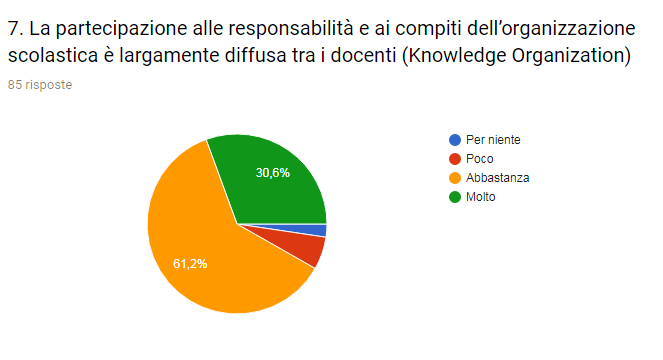 7. La partecipazione alle responsabilità e ai compiti dell’organizzazione
scolastica è largamente diffusa tra i docenti (Knowledge Organization)
85 risposte
30,6%
61,2%
Per niente
Poco
Abbastanza
Molto